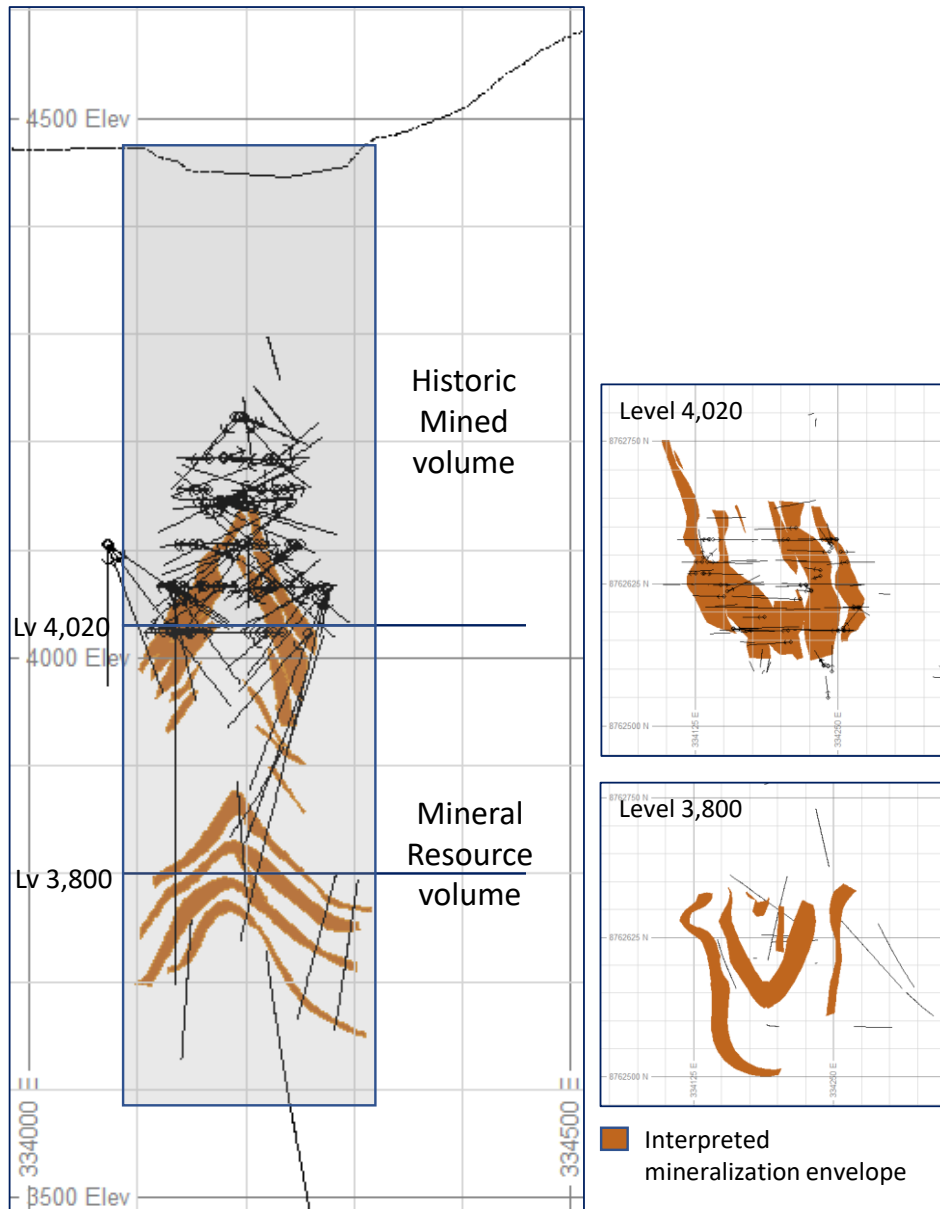 4500 Elev
Historic
Mined
volume
Lv 4,020
4000 Elev
Mineral
Resource
volume
Lv 3,800
334000 E
334500 E
3500 Elev
Level 4,020
8762750 N
8762625 N
8762500 N
334125 E
334250 E
Level 3,800
8762750 N
8762625 N
8762500 N
334125 E
334250 E
Interpreted
mineralization envelope